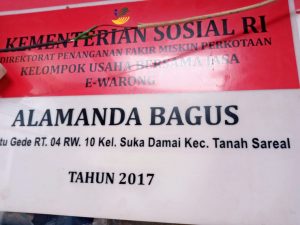 KEMENTERIAN SOSIAL RI
DIREKTORAT PENANGANAN FAKIR MISKIN PERKOTAAN
KELOMPOK USAHA BERSAMA JASA
E-WARONG
ALAMANDA BAGUS
tu Gede RT. 04 RW. 10 Kel. Suka Damai Kec. Tanah Sareal
TAHUN 2017